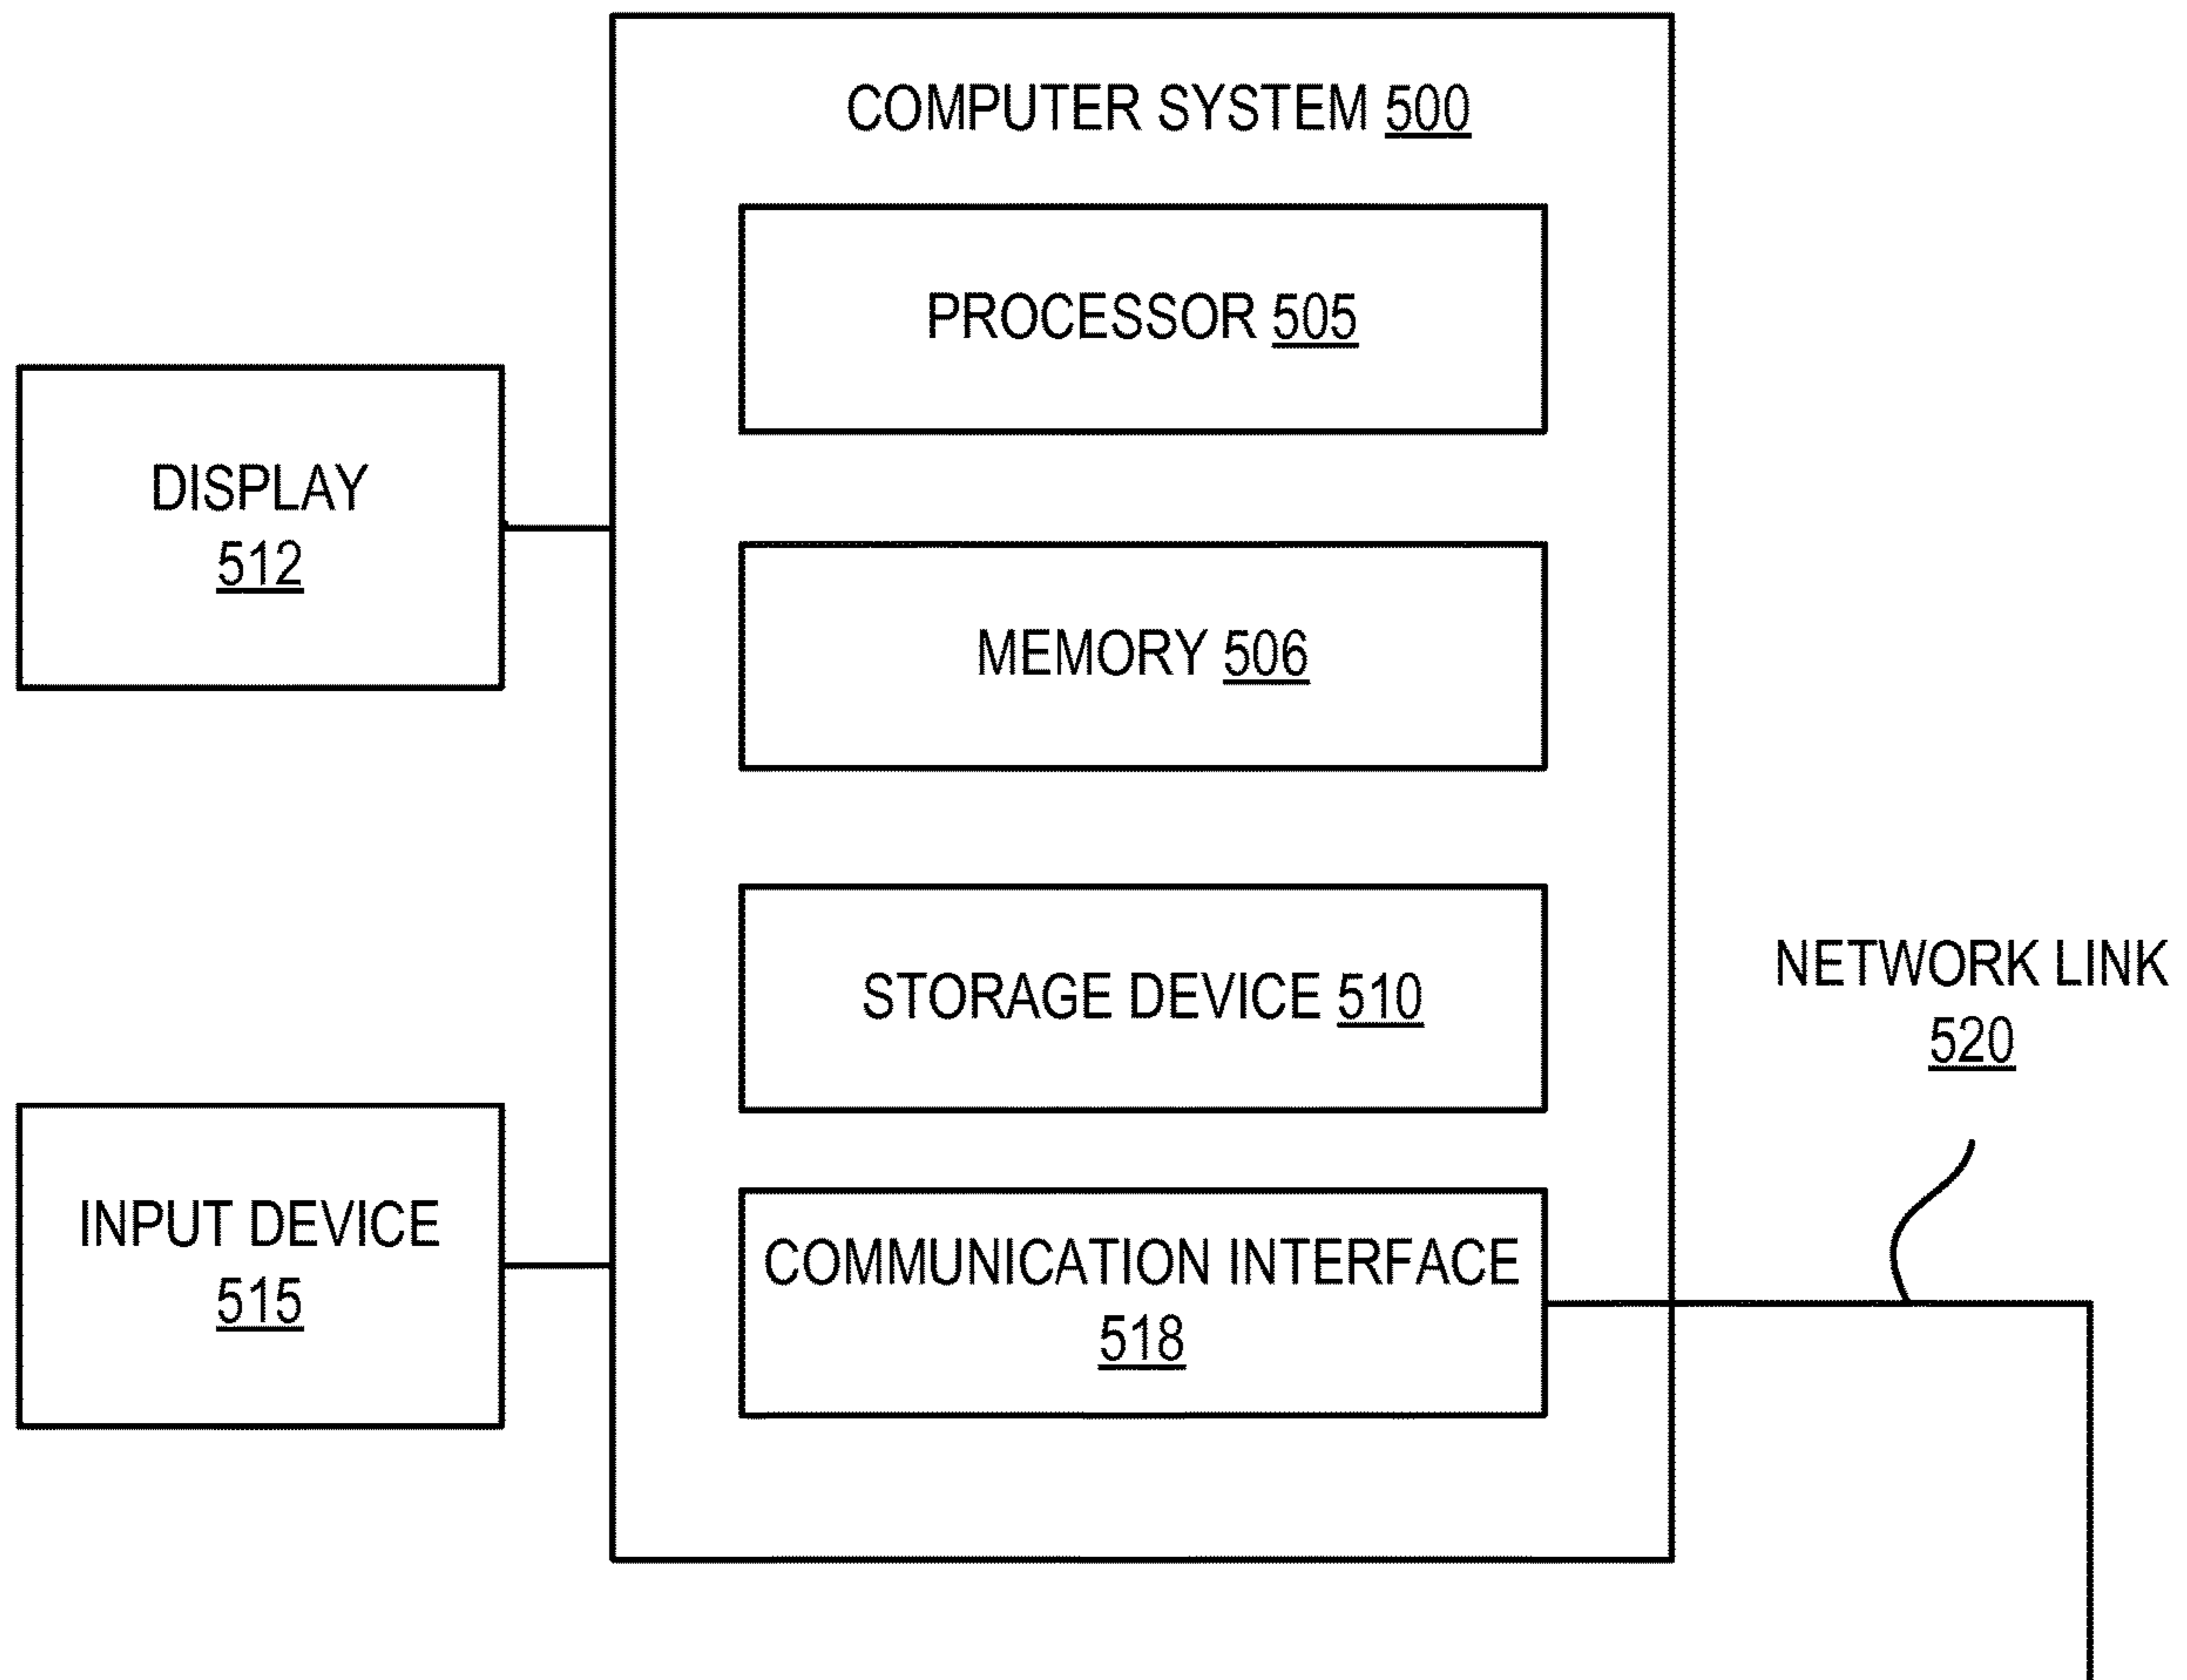 COMPUTER SYSTEM 500
PROCESSOR 505
DISPLAY
512
MEMORY 506
STORAGE DEVICE 510
NETWORK LINK
520
INPUT DEVICE
515
COMMUNICATION INTERFACE
518